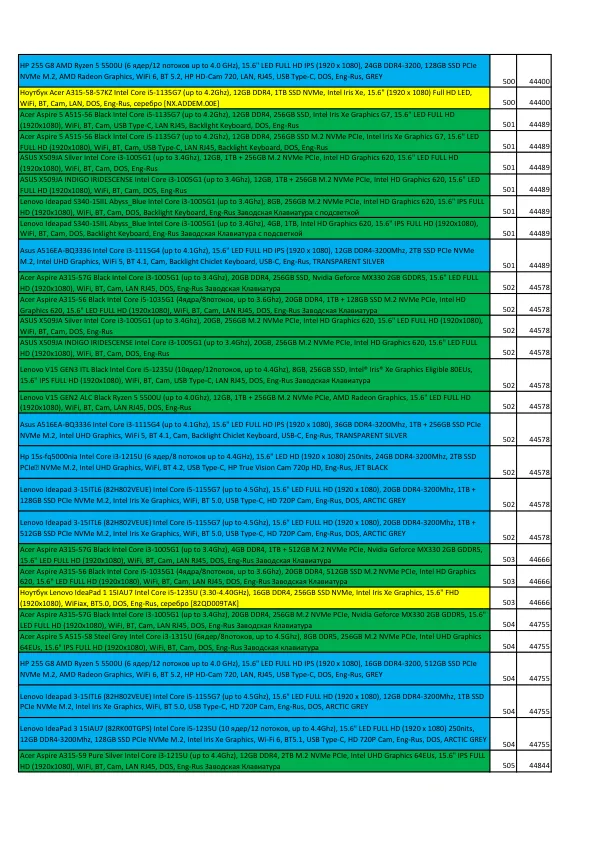 HP 255 G8 AMD Ryzen 5 5500U (6 ядер/12 потоков up to 4.0 GHz), 15.6" LED FULL HD IPS (1920 x 1080), 24GB DDR4-3200, 128GB SSD PCIe
NVMe M.2, AMD Radeon Graphics, WiFi 6, BT 5.2, HP HD-Cam 720, LAN, RJ45, USB Type-C, DOS, Eng-Rus, GREY 500 44400
Ноутбук Acer A315-58-57KZ Intel Core i5-1135G7 (up to 4.2Ghz), 12GB DDR4, 1TB SSD NVMe, Intel Iris Xe, 15.6" (1920 x 1080) Full HD LED,
WiFi, BT, Cam, LAN, DOS, Eng-Rus, серебро [NX.ADDEM.00E] 500 44400
Acer Aspire 5 A515-56 Black Intel Core i5-1135G7 (up to 4.2Ghz), 12GB DDR4, 256GB SSD, Intel Iris Xe Graphics G7, 15.6" LED FULL HD
(1920x1080), WiFi, BT, Cam, USB Type-C, LAN RJ45, Backlight Keyboard, DOS, Eng-Rus 501 44489
Acer Aspire 5 A515-56 Black Intel Core i5-1135G7 (up to 4.2Ghz), 4GB DDR4, 256GB SSD M.2 NVMe PCIe, Intel Iris Xe Graphics G7, 15.6" LED
FULL HD (1920x1080), WiFi, BT, Cam, USB Type-C, LAN RJ45, Backlight Keyboard, DOS, Eng-Rus 501 44489
ASUS X509JA Silver Intel Core i3-1005G1 (up to 3.4Ghz), 12GB, 1TB + 256GB M.2 NVMe PCIe, Intel HD Graphics 620, 15.6" LED FULL HD
(1920x1080), WiFi, BT, Cam, DOS, Eng-Rus 501 44489
ASUS X509JA INDIGO IRIDESCENSE Intel Core i3-1005G1 (up to 3.4Ghz), 12GB, 1TB + 256GB M.2 NVMe PCIe, Intel HD Graphics 620, 15.6" LED
FULL HD (1920x1080), WiFi, BT, Cam, DOS, Eng-Rus 501 44489
Lenovo Ideapad S340-15IIL Abyss_Blue Intel Core i3-1005G1 (up to 3.4Ghz), 8GB, 256GB SSD M.2 NVMe PCIe, Intel HD Graphics 620, 15.6" IPS
FULL HD (1920x1080), WiFi, BT, Cam, DOS, Backlight Keyboard, Eng-Rus Заводская Клавиатура с подсветкой 501 44489
Lenovo Ideapad S340-15IIL Abyss_Blue Intel Core i3-1005G1 (up to 3.4Ghz), 4GB, 1TB, Intel HD Graphics 620, 15.6" IPS FULL HD (1920x1080),
WiFi, BT, Cam, DOS, Backlight Keyboard, Eng-Rus Заводская Клавиатура с подсветкой 501 44489
Asus A516EA-BQ3336 Intel Core i3-1115G4 (up to 4.1Ghz), 15.6" LED FULL HD IPS (1920 x 1080), 12GB DDR4-3200Mhz, 2TB SSD PCIe NVMe
M.2, Intel UHD Graphics, WiFi 5, BT 4.1, Cam, Backlight Chiclet Keyboard, USB-C, Eng-Rus, TRANSPARENT SILVER 501 44489
Acer Aspire A315-57G Black Intel Core i3-1005G1 (up to 3.4Ghz), 20GB DDR4, 256GB SSD, Nvidia Geforce MX330 2GB GDDR5, 15.6" LED FULL
HD (1920x1080), WiFi, BT, Cam, LAN RJ45, DOS, Eng-Rus Заводская Клавиатура 502 44578
Acer Aspire A315-56 Black Intel Core i5-1035G1 (4ядра/8потоков, up to 3.6Ghz), 20GB DDR4, 1TB + 128GB SSD M.2 NVMe PCIe, Intel HD
Graphics 620, 15.6" LED FULL HD (1920x1080), WiFi, BT, Cam, LAN RJ45, DOS, Eng-Rus Заводская Клавиатура 502 44578
ASUS X509JA Silver Intel Core i3-1005G1 (up to 3.4Ghz), 20GB, 256GB M.2 NVMe PCIe, Intel HD Graphics 620, 15.6" LED FULL HD (1920x1080),
WiFi, BT, Cam, DOS, Eng-Rus 502 44578
ASUS X509JA INDIGO IRIDESCENSE Intel Core i3-1005G1 (up to 3.4Ghz), 20GB, 256GB M.2 NVMe PCIe, Intel HD Graphics 620, 15.6" LED FULL
HD (1920x1080), WiFi, BT, Cam, DOS, Eng-Rus 502 44578
Lenovo V15 GEN3 ITL Black Intel Core i5-1235U (10ядер/12потоков, up to 4.4Ghz), 8GB, 256GB SSD, Intel® Iris® Xe Graphics Eligible 80EUs,
15.6" IPS FULL HD (1920x1080), WiFi, BT, Cam, USB Type-C, LAN RJ45, DOS, Eng-Rus Заводская Клавиатура 502 44578
Lenovo V15 GEN2 ALC Black Ryzen 5 5500U (up to 4.0Ghz), 12GB, 1TB + 256GB M.2 NVMe PCIe, AMD Radeon Graphics, 15.6" LED FULL HD
(1920x1080), WiFi, BT, Cam, DOS, LAN RJ45, Eng-Rus 502 44578
Asus A516EA-BQ3336 Intel Core i3-1115G4 (up to 4.1Ghz), 15.6" LED FULL HD IPS (1920 x 1080), 36GB DDR4-3200Mhz, 1TB + 256GB SSD PCIe
NVMe M.2, Intel UHD Graphics, WiFi 5, BT 4.1, Cam, Backlight Chiclet Keyboard, USB-C, Eng-Rus, TRANSPARENT SILVER 502 44578
Hp 15s-fq5000nia Intel Core i3-1215U (6 ядер/8 потоков up to 4.4Ghz), 15.6" LED HD (1920 x 1080) 250nits, 24GB DDR4-3200Mhz, 2TB SSD
PCIe NVMe M.2, Intel UHD Graphics, WiFi, BT 4.2, USB Type-C, HP True Vision Cam 720p HD, Eng-Rus, JET BLACK 502 44578
Lenovo Ideapad 3-15ITL6 (82H802VEUE) Intel Core i5-1155G7 (up to 4.5Ghz), 15.6" LED FULL HD (1920 x 1080), 20GB DDR4-3200Mhz, 1TB +
128GB SSD PCIe NVMe M.2, Intel Iris Xe Graphics, WiFi, BT 5.0, USB Type-C, HD 720P Cam, Eng-Rus, DOS, ARCTIC GREY 502 44578
Lenovo Ideapad 3-15ITL6 (82H802VEUE) Intel Core i5-1155G7 (up to 4.5Ghz), 15.6" LED FULL HD (1920 x 1080), 12GB DDR4-3200Mhz, 1TB +
512GB SSD PCIe NVMe M.2, Intel Iris Xe Graphics, WiFi, BT 5.0, USB Type-C, HD 720P Cam, Eng-Rus, DOS, ARCTIC GREY 502 44578
Acer Aspire A315-57G Black Intel Core i3-1005G1 (up to 3.4Ghz), 4GB DDR4, 1TB + 512GB M.2 NVMe PCIe, Nvidia Geforce MX330 2GB GDDR5,
15.6" LED FULL HD (1920x1080), WiFi, BT, Cam, LAN RJ45, DOS, Eng-Rus Заводская Клавиатура 503 44666
Acer Aspire A315-56 Black Intel Core i5-1035G1 (4ядра/8потоков, up to 3.6Ghz), 20GB DDR4, 512GB SSD M.2 NVMe PCIe, Intel HD Graphics
620, 15.6" LED FULL HD (1920x1080), WiFi, BT, Cam, LAN RJ45, DOS, Eng-Rus Заводская Клавиатура 503 44666
Ноутбук Lenovo IdeaPad 1 15IAU7 Intel Core i5-1235U (3.30-4.40GHz), 16GB DDR4, 256GB SSD NVMe, Intel Iris Xe Graphics, 15.6" FHD
(1920x1080), WiFiax, BT5.0, DOS, Eng-Rus, серебро [82QD009TAK] 503 44666
Acer Aspire A315-57G Black Intel Core i3-1005G1 (up to 3.4Ghz), 20GB DDR4, 256GB M.2 NVMe PCIe, Nvidia Geforce MX330 2GB GDDR5, 15.6"
LED FULL HD (1920x1080), WiFi, BT, Cam, LAN RJ45, DOS, Eng-Rus Заводская Клавиатура 504 44755
Acer Aspire 5 A515-58 Steel Grey Intel Core i3-1315U (6ядер/8потоков, up to 4.5Ghz), 8GB DDR5, 256GB M.2 NVMe PCIe, Intel UHD Graphics
64EUs, 15.6" IPS FULL HD (1920x1080), WiFi, BT, Cam, LAN RJ45, DOS, Eng-Rus Заводская клавиатура 504 44755
HP 255 G8 AMD Ryzen 5 5500U (6 ядер/12 потоков up to 4.0 GHz), 15.6" LED FULL HD IPS (1920 x 1080), 16GB DDR4-3200, 512GB SSD PCIe
NVMe M.2, AMD Radeon Graphics, WiFi 6, BT 5.2, HP HD-Cam 720, LAN, RJ45, USB Type-C, DOS, Eng-Rus, GREY 504 44755
Lenovo Ideapad 3-15ITL6 (82H802VEUE) Intel Core i5-1155G7 (up to 4.5Ghz), 15.6" LED FULL HD (1920 x 1080), 12GB DDR4-3200Mhz, 1TB SSD
PCIe NVMe M.2, Intel Iris Xe Graphics, WiFi, BT 5.0, USB Type-C, HD 720P Cam, Eng-Rus, DOS, ARCTIC GREY 504 44755
Lenovo IdeaPad 3 15IAU7 (82RK00TGPS) Intel Core i5-1235U (10 ядер/12 потоков, up to 4.4Ghz), 15.6" LED FULL HD (1920 x 1080) 250nits,
12GB DDR4-3200Mhz, 128GB SSD PCIe NVMe M.2, Intel Iris Xe Graphics, Wi-Fi 6, BT5.1, USB Type-C, HD 720P Cam, Eng-Rus, DOS, ARCTIC GREY 504 44755
Acer Aspire A315-59 Pure Silver Intel Core i3-1215U (up to 4.4Ghz), 12GB DDR4, 2TB M.2 NVMe PCIe, Intel UHD Graphics 64EUs, 15.6" IPS FULL
HD (1920x1080), WiFi, BT, Cam, LAN RJ45, DOS, Eng-Rus Заводская Клавиатура 505 44844